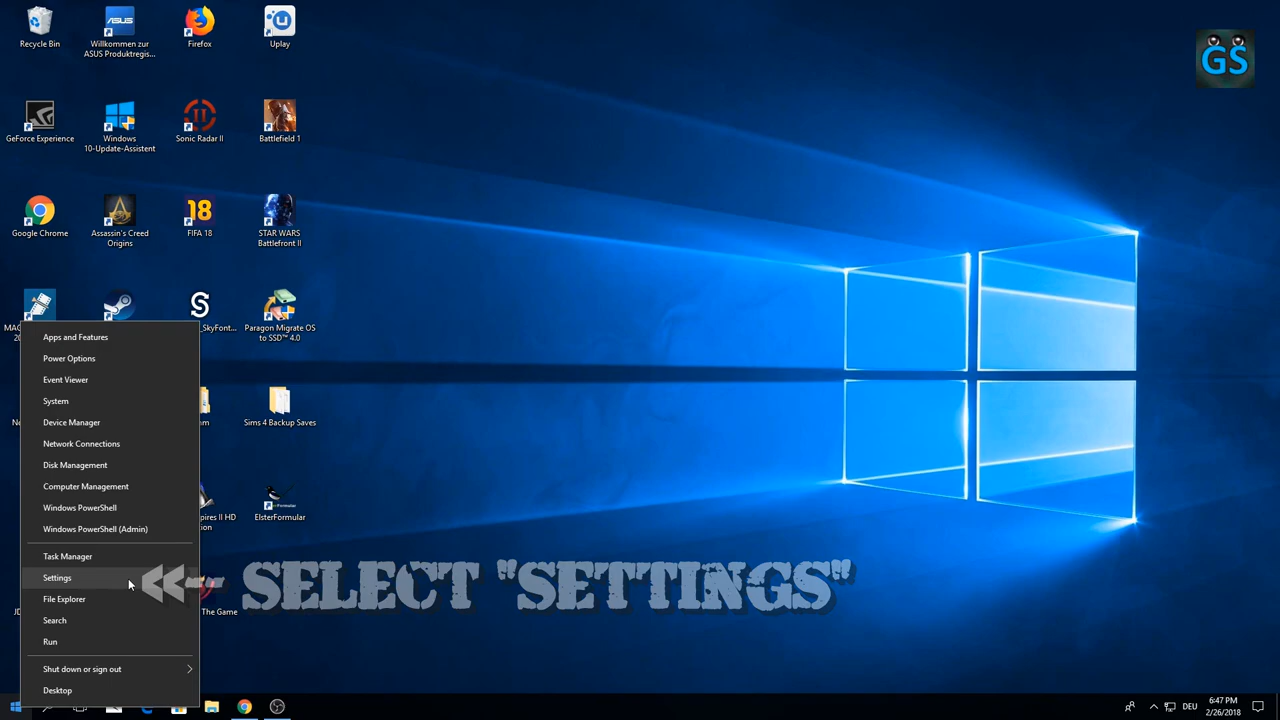 Recycle Bin
Willkommen zur
ASUS Produktregis...
Firefox
Uplay
GS
GeForce Experience
Windows
10-Update-Assistent
Sonic Radar II
Battlefield 1
Google Chrome
Assassin's Creed
Origins
FIFA 18
STAR WARS
Battlefront II
_SkyFont...
Paragon Migrate OS
to SSD™ 4.0
Apps and Features
Power Options
Event Viewer
System
Device Manager
Network Connections
Disk Management
Computer Management
Windows PowerShell
Windows PowerShell (Admin)
Task Manager
Settings
File Explorer
Search
Run
Shut down or sign out
Desktop
Sims 4 Backup Saves
pires II HD
ElsterFormular
The Game
<<-- SELECT "SETTINGS"
DEU
6:47 PM
2/26/2018